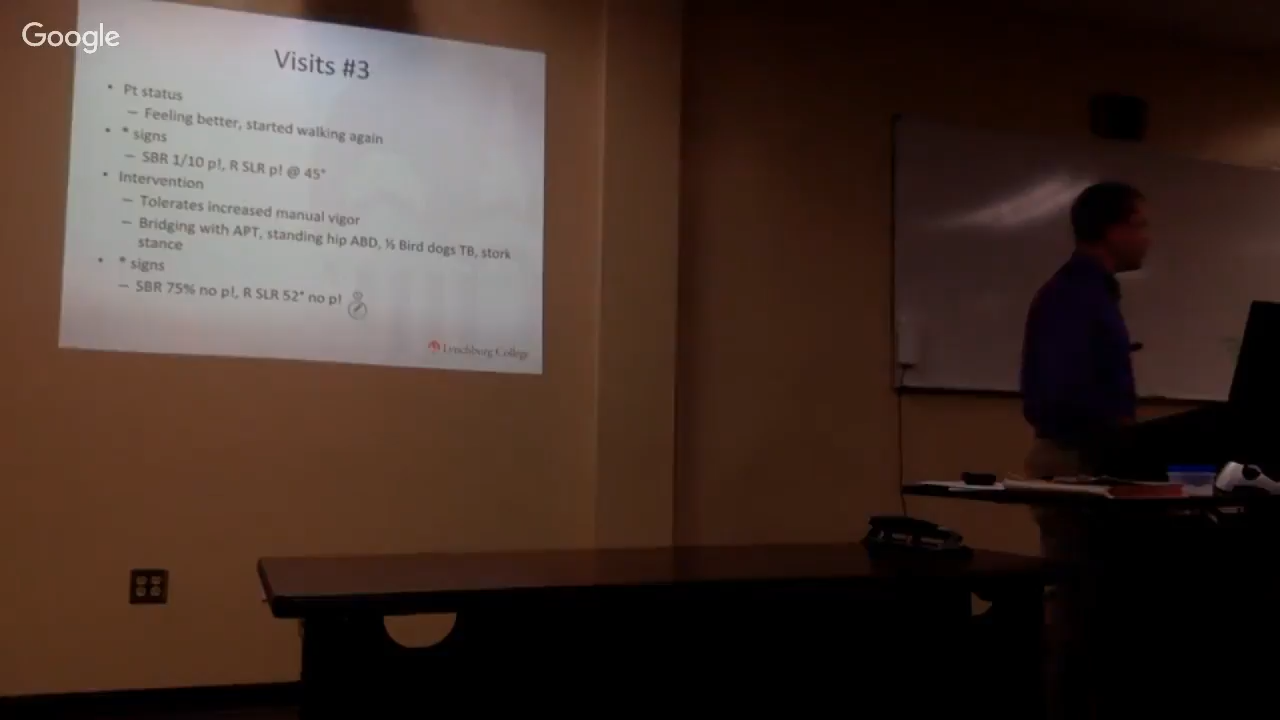 Google
Visits #3
• Pt status
– Feeling better, started walking again
• * signs
– SBR 1/10 p!, R SLR p! @ 45°
• Intervention
– Tolerates increased manual vigor
– Bridging with APT, standing hip ABD, ½ Bird dogs TB, stork
stance
• * signs
– SBR 75% no p!, R SLR 52° no p!
Lynchburg College